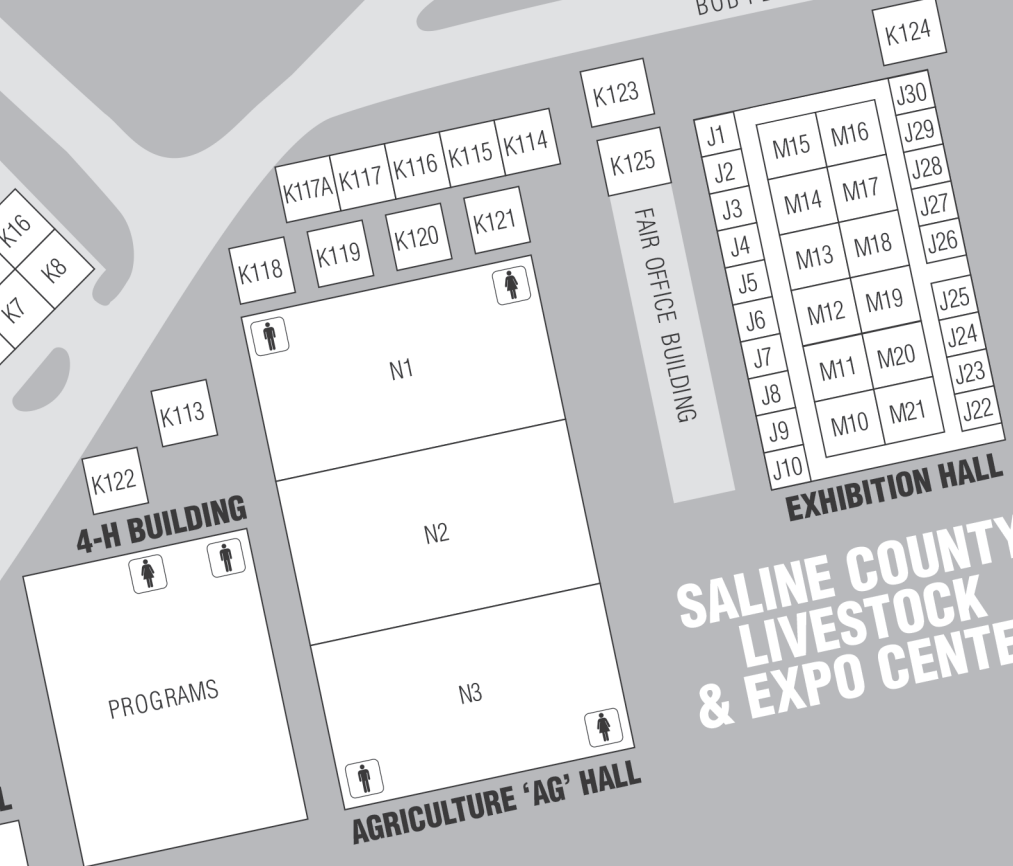 K124
K123
K125
K114
K115
K116
K117
K117A
K118
K119
K120
K121
K16
K8
K7
K113
K122
J1
J2
J3
J4
J5
J6
J7
J8
J9
J10
M15
M16
M14
M17
M13
M18
M12
M19
M11
M20
M10
M21
J30
J29
J28
J27
J26
J25
J24
J23
J22
FAIR OFFICE BUILDING
N1
N2
N3
4-H BUILDING
PROGRAMS
AGRICULTURE ‘AG’ HALL
EXHIBITION HALL
SALINE COUNTY
LIVESTOCK
& EXPO CENTE